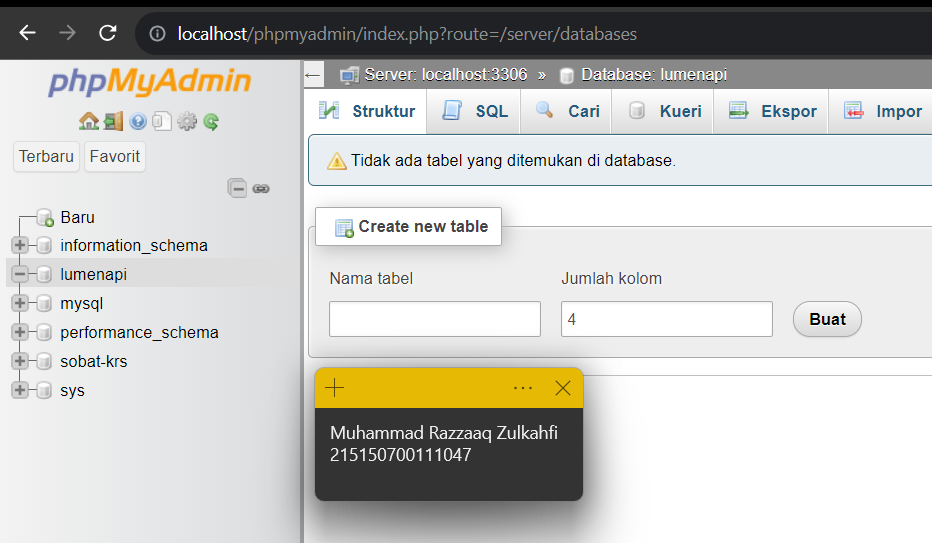 localhost/phpmyadmin/index.php?route=/server/databases
phpMyAdmin
Terbaru Favorit
Baru
information_schema
lumenapi
mysql
performance_schema
sobat-krs
sys
Server: localhost:3306 » Database: lumenapi
Struktur SQL Cari Kueri Ekspor Impor
Tidak ada tabel yang ditemukan di database.
Create new table
Nama tabel Jumlah kolom
4 Buat
Muhammad Razzaaq Zulkahfi
215150700111047